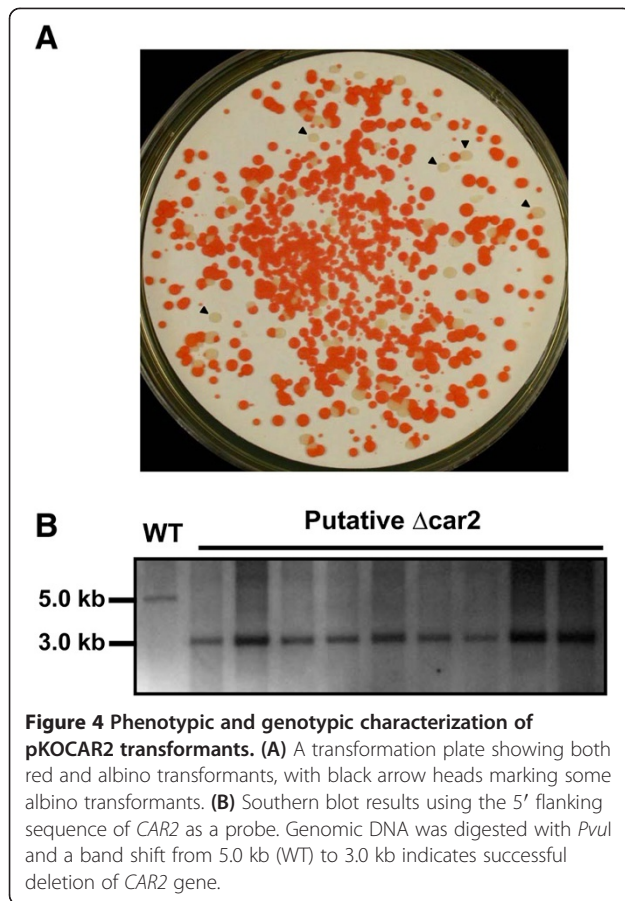 A
B
WT
Putative Δcar2
5.0 kb
3.0 kb
Figure 4 Phenotypic and genotypic characterization of
pKOCAR2 transformants. (A) A transformation plate showing both
red and albino transformants, with black arrow heads marking some
albino transformants. (B) Southern blot results using the 5′ flanking
sequence of CAR2 as a probe. Genomic DNA was digested with PvuI
and a band shift from 5.0 kb (WT) to 3.0 kb indicates successful
deletion of CAR2 gene.